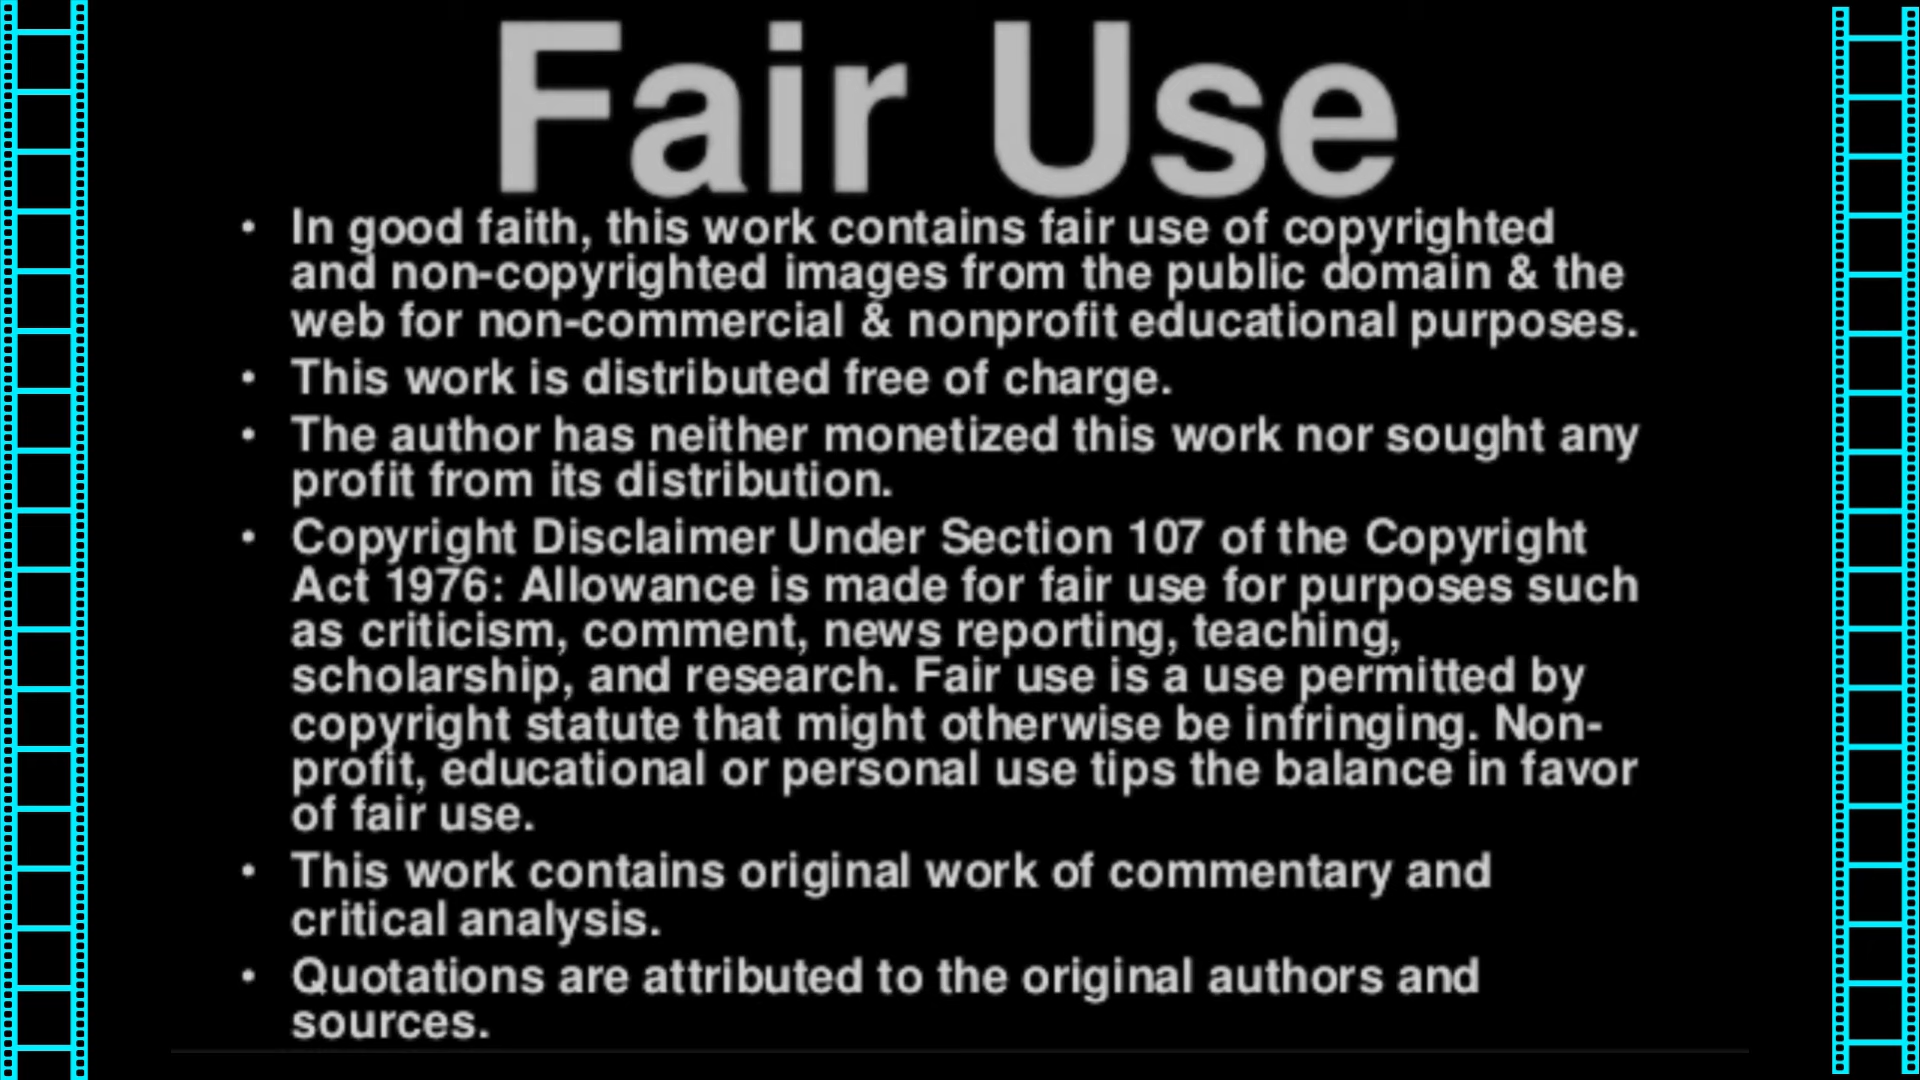 Fair Use
• In good faith, this work contains fair use of copyrighted
and non-copyrighted images from the public domain & the
web for non-commercial & nonprofit educational purposes.
• This work is distributed free of charge.
• The author has neither monetized this work nor sought any
profit from its distribution.
• Copyright Disclaimer Under Section 107 of the Copyright
Act 1976: Allowance is made for fair use for purposes such
as criticism, comment, news reporting, teaching,
scholarship, and research. Fair use is a use permitted by
copyright statute that might otherwise be infringing. Non-
profit, educational or personal use tips the balance in favor
of fair use.
• This work contains original work of commentary and
critical analysis.
• Quotations are attributed to the original authors and
sources.